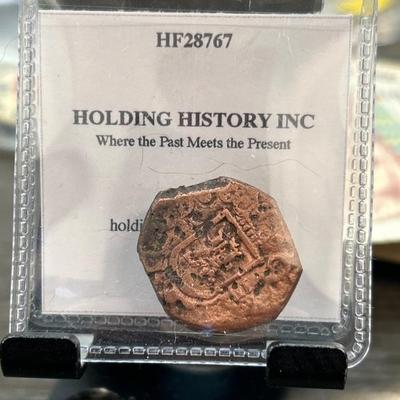 HF28767
HOLDING HISTORY INC
Where the Past Meets the Present